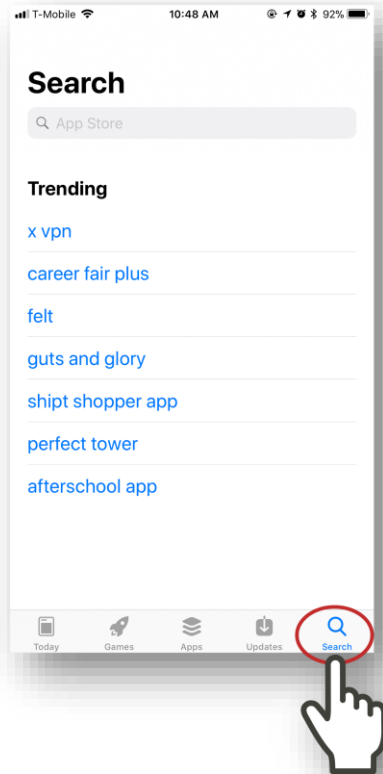 T-Mobile 10:48 AM 92%
Search
App Store
Trending
x vpn
career fair plus
felt
guts and glory
shipt shopper app
perfect tower
afterschool app
Today Games Apps Updates Search